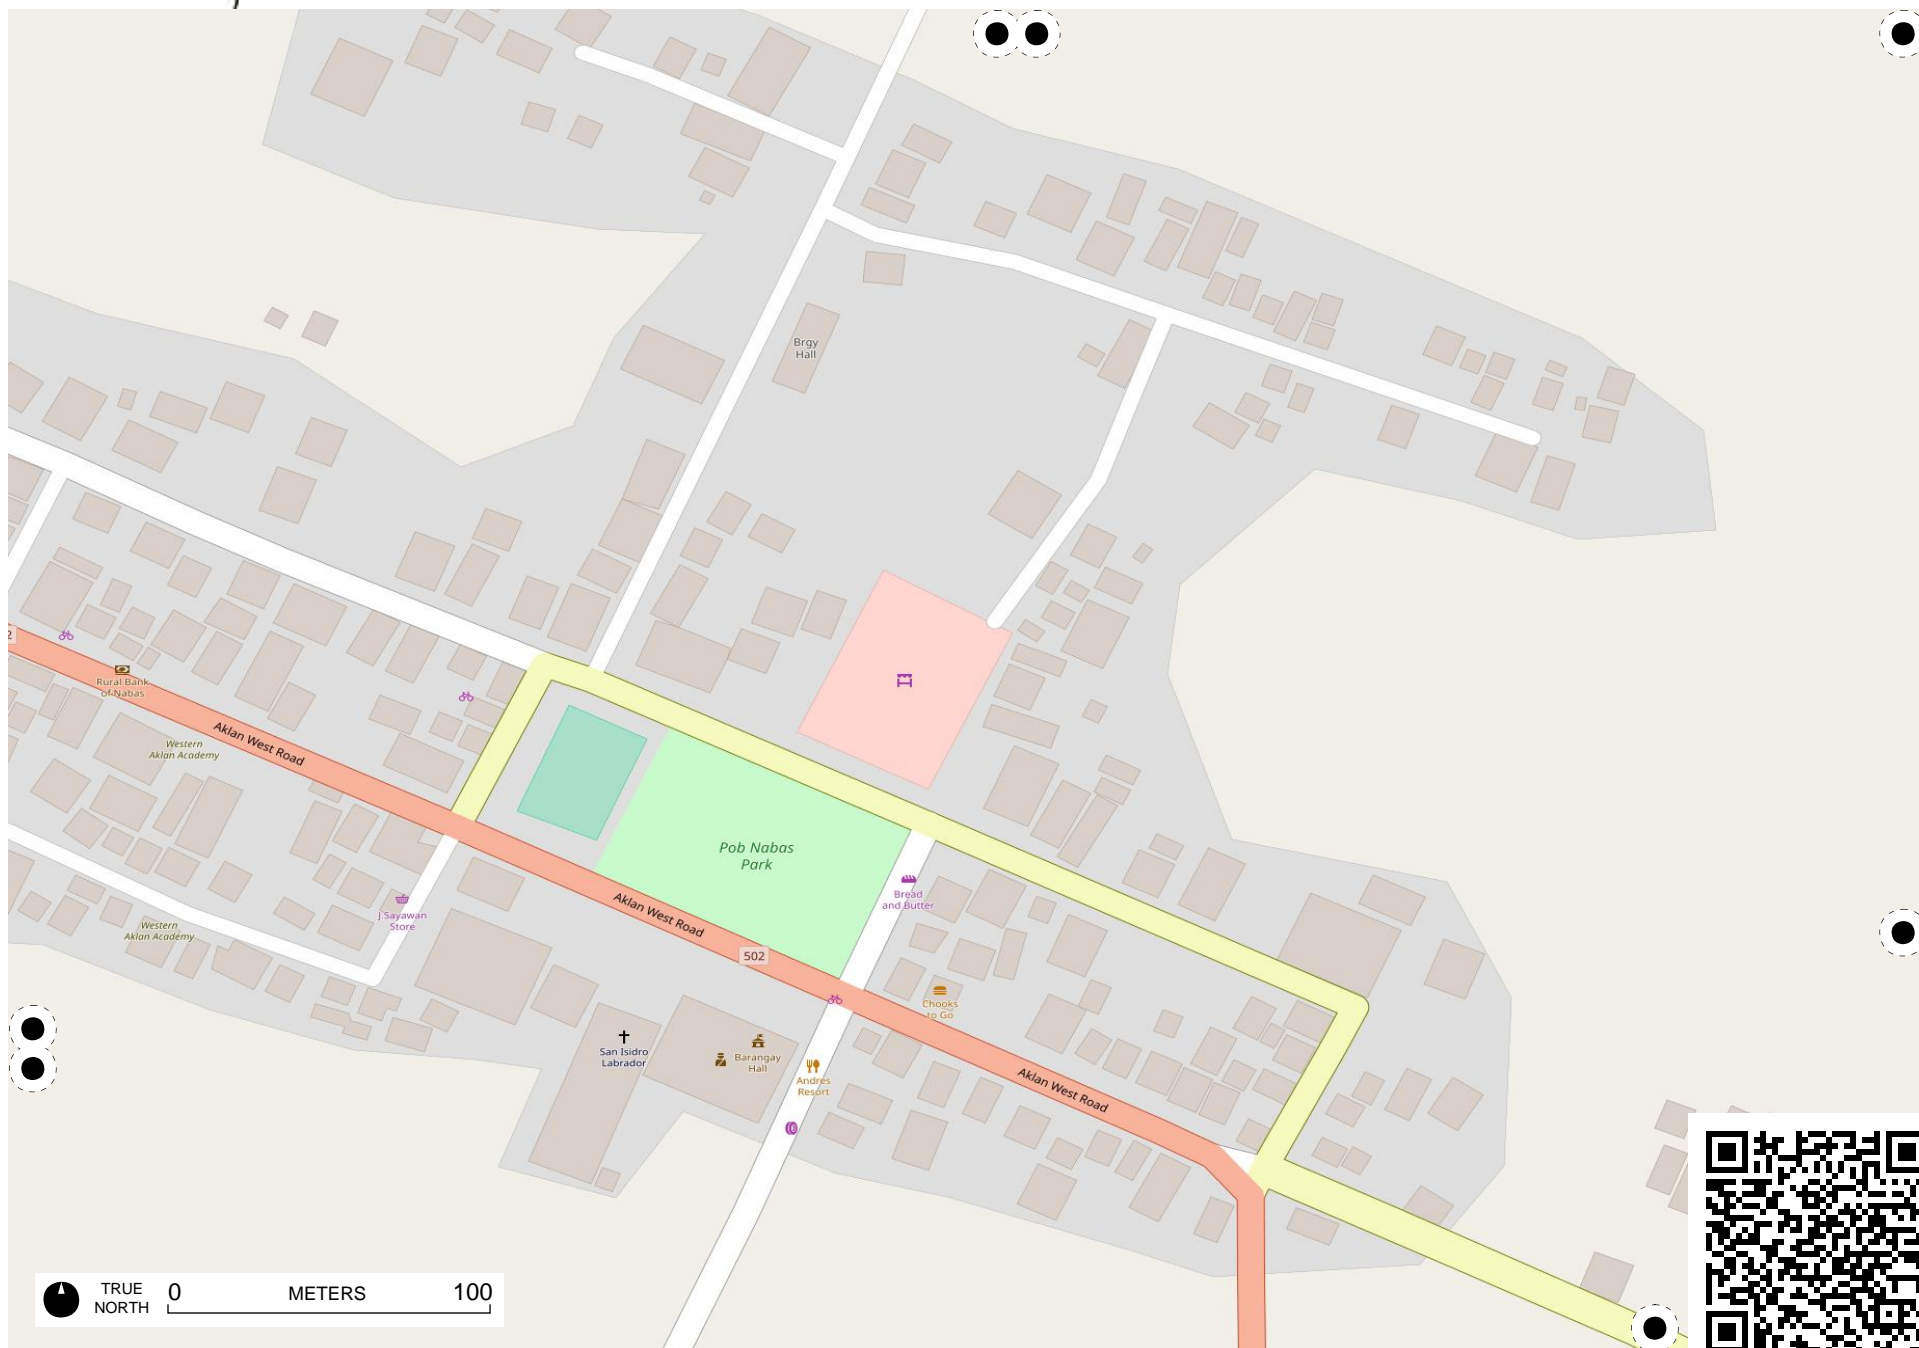 Brgy
Hall
2
Rural Bank
of Nabas
Aklan West Road
Western
Aklan Academy
Pob Nabas
Park
Bread
and Butter
J.Sayawan
Store
Aklan West Road
Western
Aklan Academy
502
Chooks
to Go
San Isidro
Labrador
Barangay
Hall
Andres
Resort
Aklan West Road
TRUE
NORTH
0 METERS 100